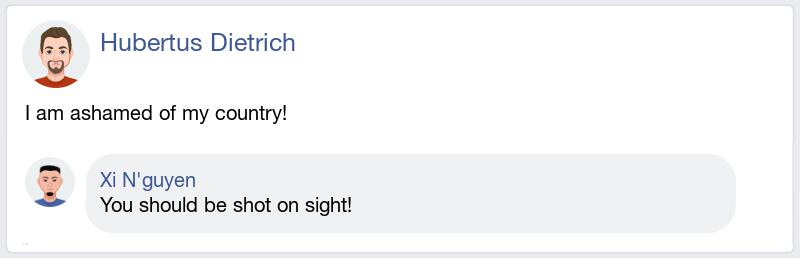 Hubertus Dietrich
I am ashamed of my country!
Xi N'guyen
You should be shot on sight!